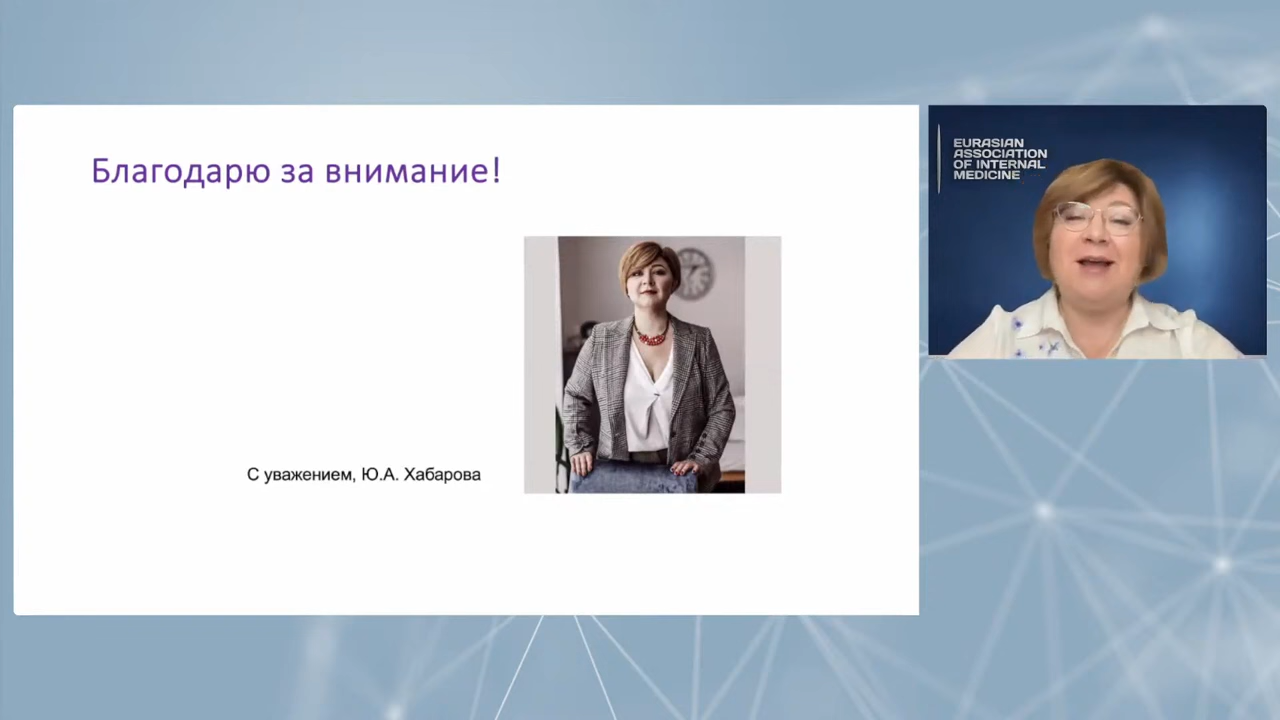 Благодарю за внимание!
EURASIAN
ASSOCIATION
OF INTERNAL
MEDICINE
С уважением, Ю.А. Хабарова